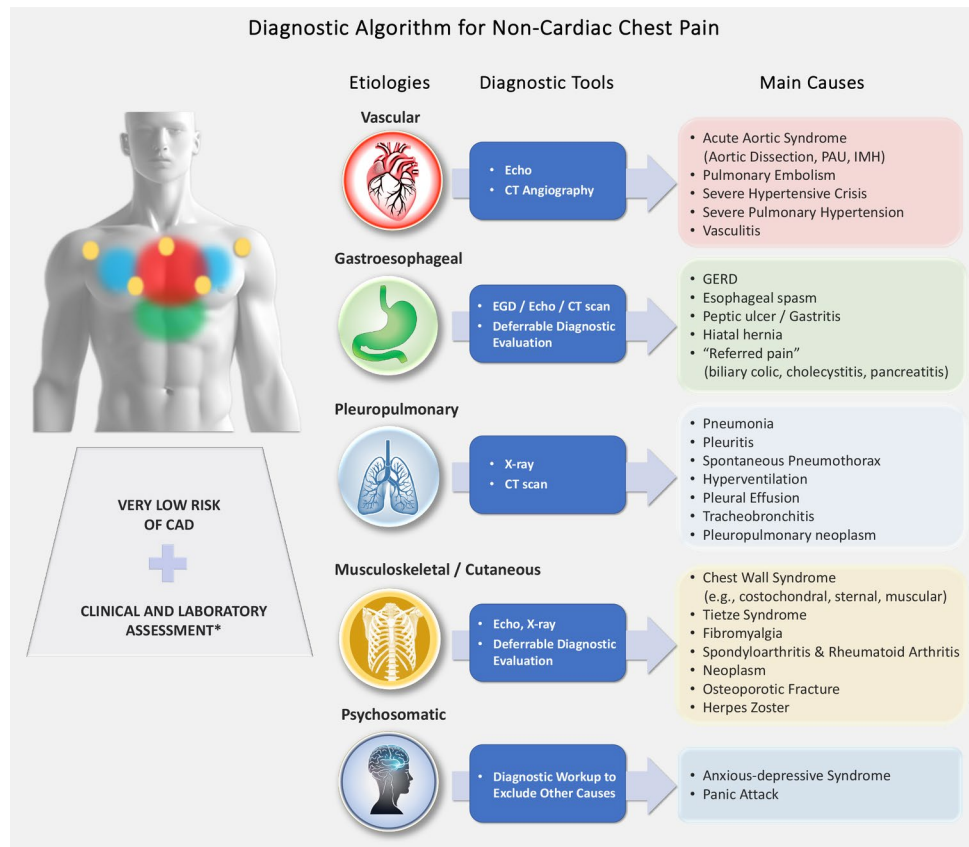 Diagnostic Algorithm for Non-Cardiac Chest Pain
Etiologies
Diagnostic Tools
Main Causes
Vascular
• Echo
• CT Angiography
• Acute Aortic Syndrome
(Aortic Dissection, PAU, IMH)
• Pulmonary Embolism
• Severe Hypertensive Crisis
• Severe Pulmonary Hypertension
• Vasculitis
Gastroesophageal
• EGD / Echo / CT scan
• Deferrable Diagnostic
Evaluation
• GERD
• Esophageal spasm
• Peptic ulcer / Gastritis
• Hiatal hernia
• “Referred pain”
(biliary colic, cholecystitis, pancreatitis)
Pleuropulmonary
• X-ray
• CT scan
• Pneumonia
• Pleuritis
• Spontaneous Pneumothorax
• Hyperventilation
• Pleural Effusion
• Tracheobronchitis
• Pleuropulmonary neoplasm
VERY LOW RISK
OF CAD
CLINICAL AND LABORATORY
ASSESSMENT*
Musculoskeletal / Cutaneous
• Echo, X-ray
• Deferrable Diagnostic
Evaluation
• Chest Wall Syndrome
(e.g., costochondral, sternal, muscular)
• Tietze Syndrome
• Fibromyalgia
• Spondyloarthritis & Rheumatoid Arthritis
• Neoplasm
• Osteoporotic Fracture
• Herpes Zoster
Psychosomatic
• Diagnostic Workup to
Exclude Other Causes
• Anxious-depressive Syndrome
• Panic Attack